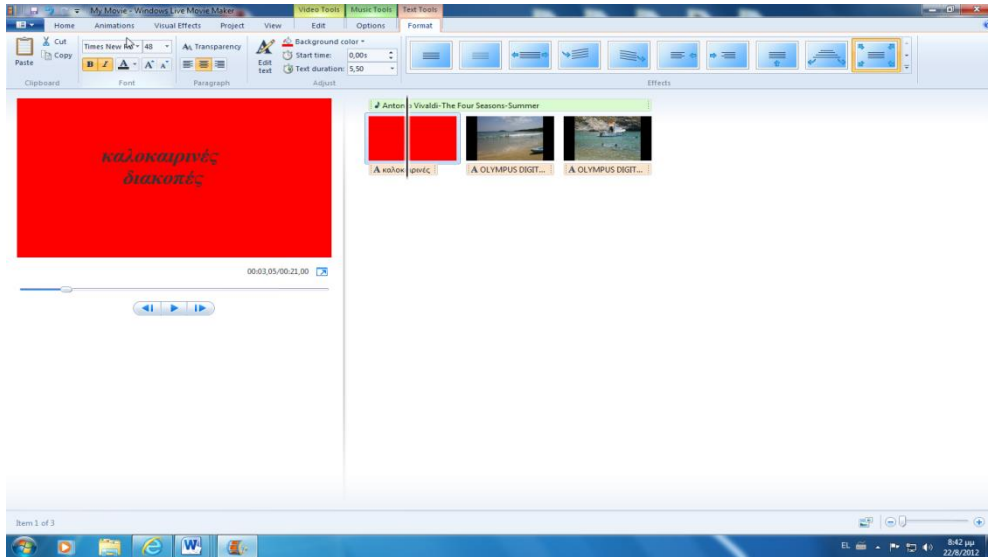 My Movie - Windows Live Movie Maker
Video Tools Music Tools Text Tools
Home Animations Visual Effects Project View Edit Options Format
Paste Cut Copy
Times New 48
B I A A A
Transparency
Edit text
Background color
Start time: 0,00s
Text duration: 5,50
Clipboard Font Paragraph Adjust Effects
καλοκαιρινές
διακοπές
00:03,05/00:21,00
Vivaldi-The Four Seasons-Summer
A OLYMPUS DIGIT... A OLYMPUS DIGIT...
Item 1 of 3
EL 8:42 μμ
22/8/2012